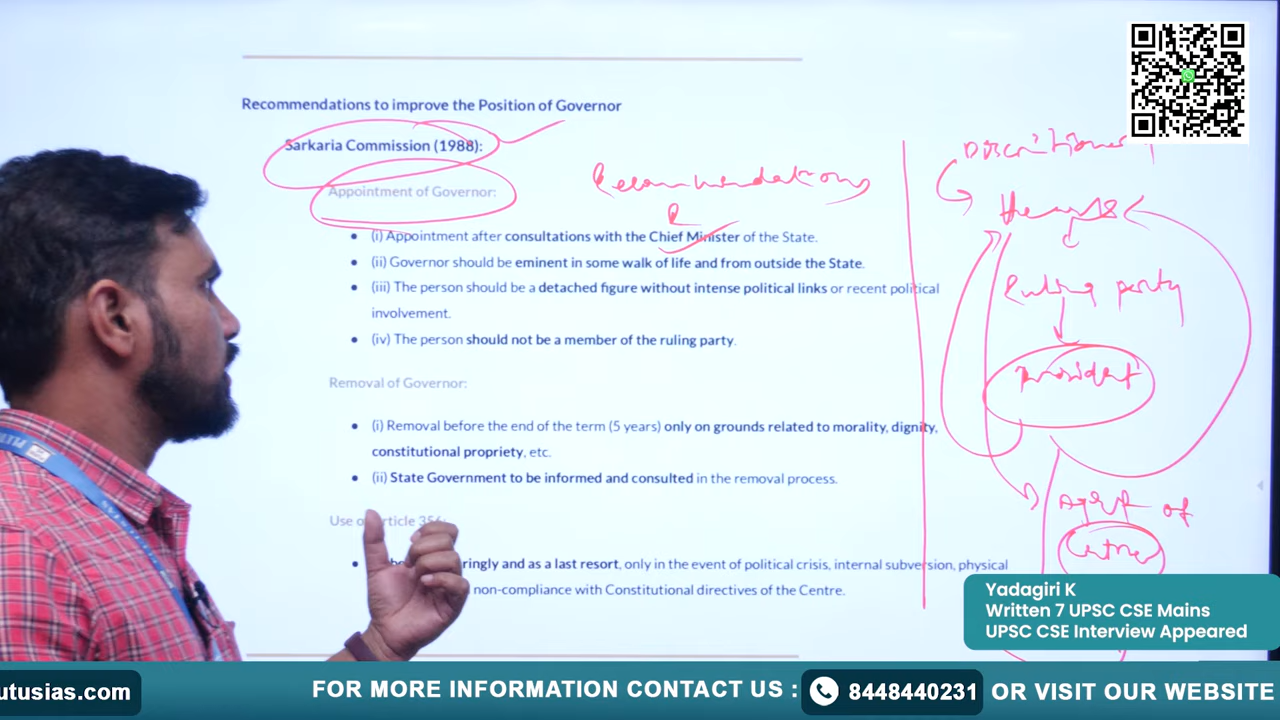 Recommendations to improve the Position of Governor
Sarkaria Commission (1988):
Appointment of Governor:
Recommendations
(i) Appointment after consultations with the Chief Minister of the State.
(ii) Governor should be eminent in some walk of life and from outside the State.
(iii) The person should be a detached figure without intense political links or recent political
involvement.
(iv) The person should not be a member of the ruling party.
Removal of Governor:
(i) Removal before the end of the term (5 years) only on grounds related to morality, dignity,
constitutional propriety, etc.
(ii) State Government to be informed and consulted in the removal process.
Use
and as a last resort, only in the event of political crisis, internal subversion, physical
non-compliance with Constitutional directives of the Centre.
Ruling party
President
Agent of
Centre
Yadagiri K
Written 7 UPSC CSE Mains
UPSC CSE Interview Appeared
utusias.com
FOR MORE INFORMATION CONTACT US : 8448440231 OR VISIT OUR WEBSITE